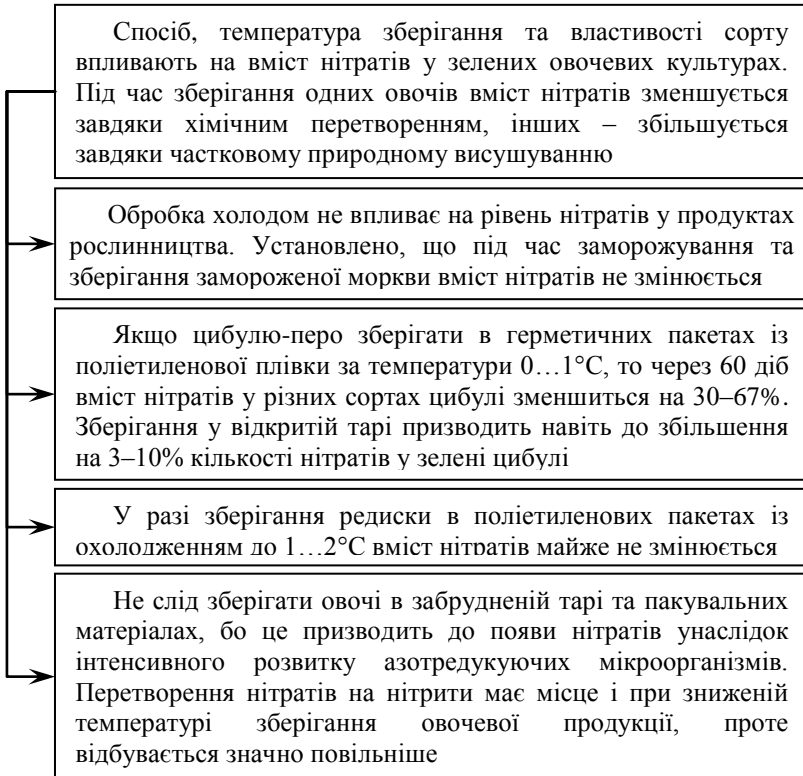 Спосіб, температура зберігання та властивості сорту
впливають на вміст нітратів у зелених овочевих культурах.
Під час зберігання одних овочів вміст нітратів зменшується
завдяки хімічним перетворенням, інших – збільшується
завдяки частковому природному висушуванню
Обробка холодом не впливає на рівень нітратів у продуктах
рослинництва. Установлено, що під час заморожування та
зберігання замороженої моркви вміст нітратів не змінюється
Якщо цибулю-перо зберігати в герметичних пакетах із
поліетиленової плівки за температури 0…1°С, то через 60 діб
вміст нітратів у різних сортах цибулі зменшиться на 30–67%.
Зберігання у відкритій тарі призводить навіть до збільшення
на 3–10% кількості нітратів у зелені цибулі
У разі зберігання редиски в поліетиленових пакетах із
охолодженням до 1…2°С вміст нітратів майже не змінюється
Не слід зберігати овочі в забрудненій тарі та пакувальних
матеріалах, бо це призводить до появи нітратів унаслідок
інтенсивного розвитку азотредукуючих мікроорганізмів.
Перетворення нітратів на нітрити має місце і при зниженій
температурі зберігання овочевої продукції, проте
відбувається значно повільніше